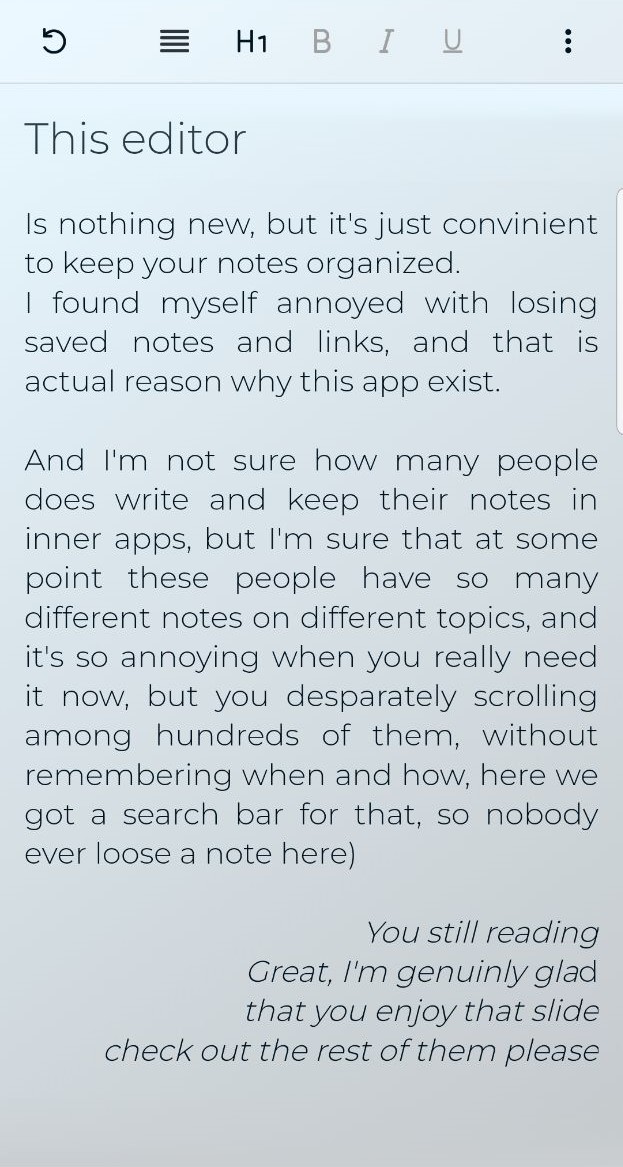 H1 B I U
This editor
Is nothing new, but it's just convinient
to keep your notes organized.
I found myself annoyed with losing
saved notes and links, and that is
actual reason why this app exist.
And I'm not sure how many people
does write and keep their notes in
inner apps, but I'm sure that at some
point these people have so many
different notes on different topics, and
it's so annoying when you really need
it now, but you desparately scrolling
among hundreds of them, without
remembering when and how, here we
got a search bar for that, so nobody
ever loose a note here)
You still reading
Great, I'm genuinly glad
that you enjoy that slide
check out the rest of them please